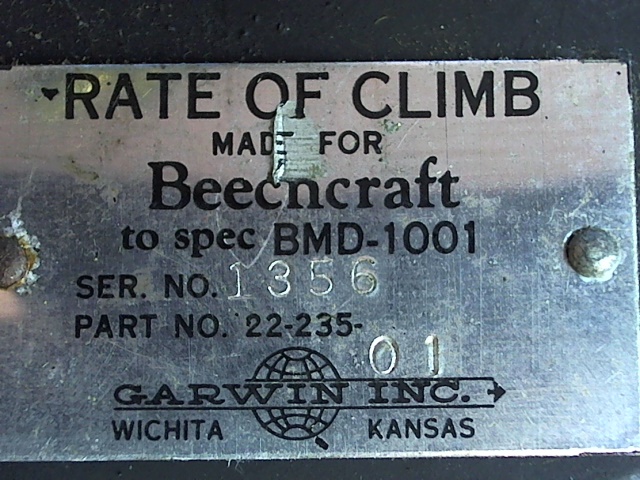 RATE OF CLIMB
MADE FOR
Beechcraft
to spec BMD-1001
SER. NO. 1356
PART NO. 22-235-01
GARWIN INC.
WICHITA KANSAS